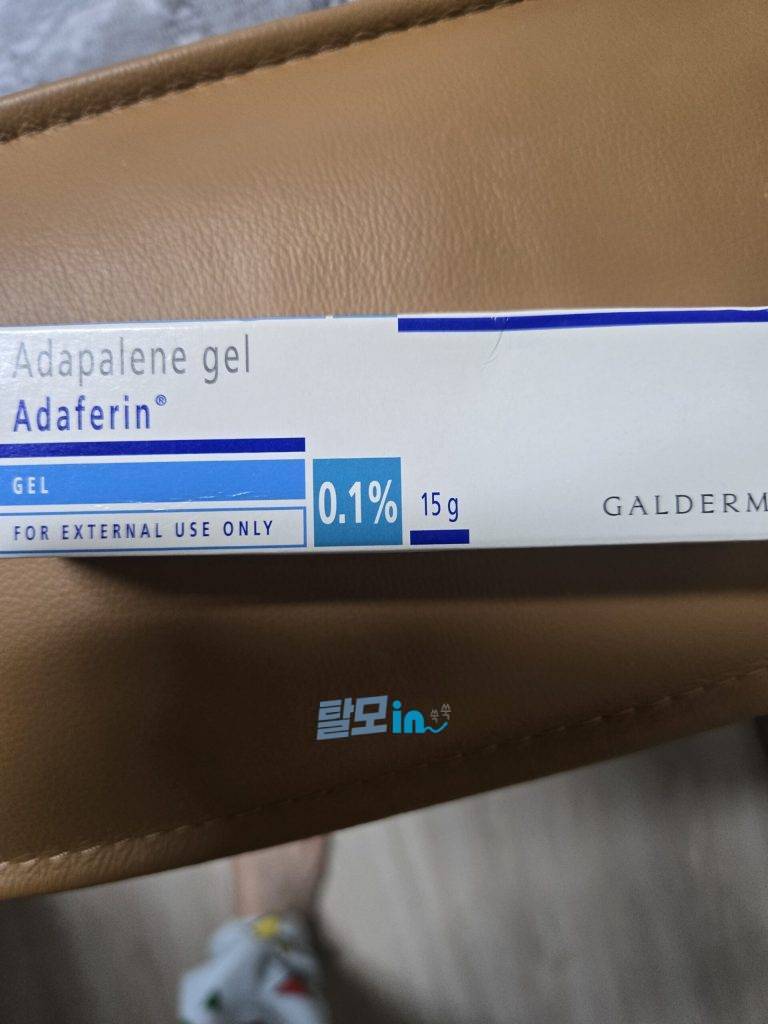 Adapalene gel
Adaferin®
GEL
FOR EXTERNAL USE ONLY
0.1%
15 g
GALDERM
탈모in